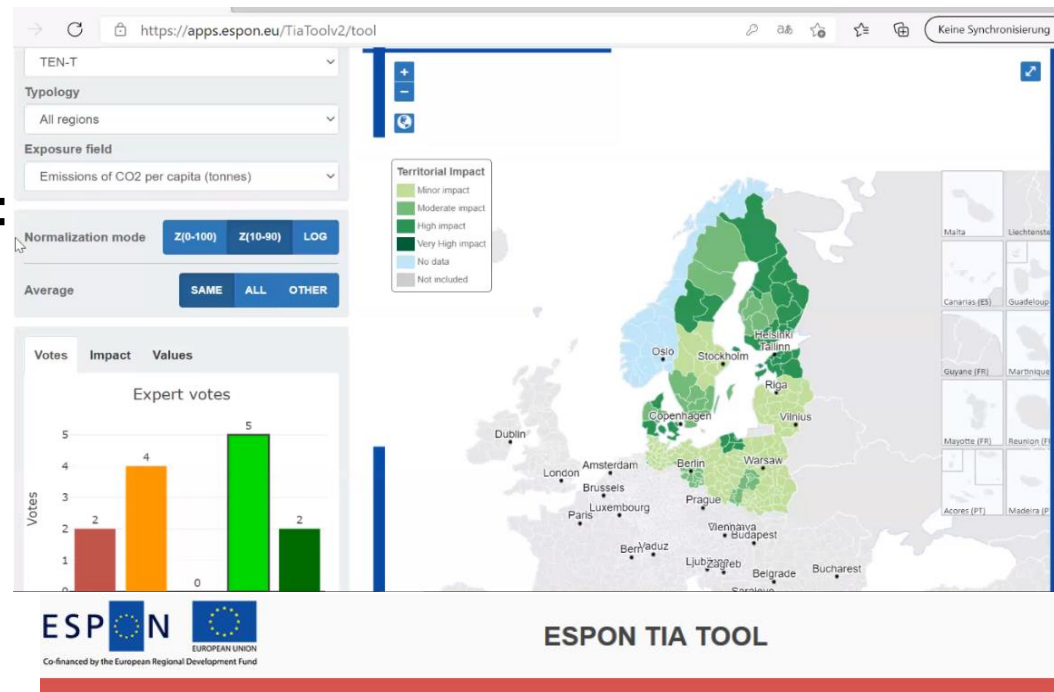 https://apps.espon.eu/TiaToolv2/tool
Keine Synchronisierung
TEN-T
Typology
All regions
Exposure field
Emissions of CO2 per capita (tonnes)
Normalization mode
Z(0-100)
Z(10-90)
LOG
Average
SAME
ALL
OTHER
Votes
Impact
Values
Expert votes
Votes
5
4
3
2
1
0
2
4
0
5
2
+
−
Territorial Impact
Minor impact
Moderate impact
High impact
Very High impact
No data
Not included
Oslo
Stockholm
Helsinki
Tallinn
Riga
Copenhagen
Vilnius
Dublin
London
Amsterdam
Berlin
Warsaw
Brussels
Luxembourg
Prague
Paris
Budapest
Bern
Vaduz
Zagreb
Belgrade
Bucharest
Sarajevo
Malta
Liechtenste
Canarias (ES)
Guadeloup
Guyane (FR)
Martinique
Mayotte (FR)
Reunion (F
Acores (PT)
Madeira (P
ESPON
EUROPEAN UNION
Co-financed by the European Regional Development Fund
ESPON TIA TOOL